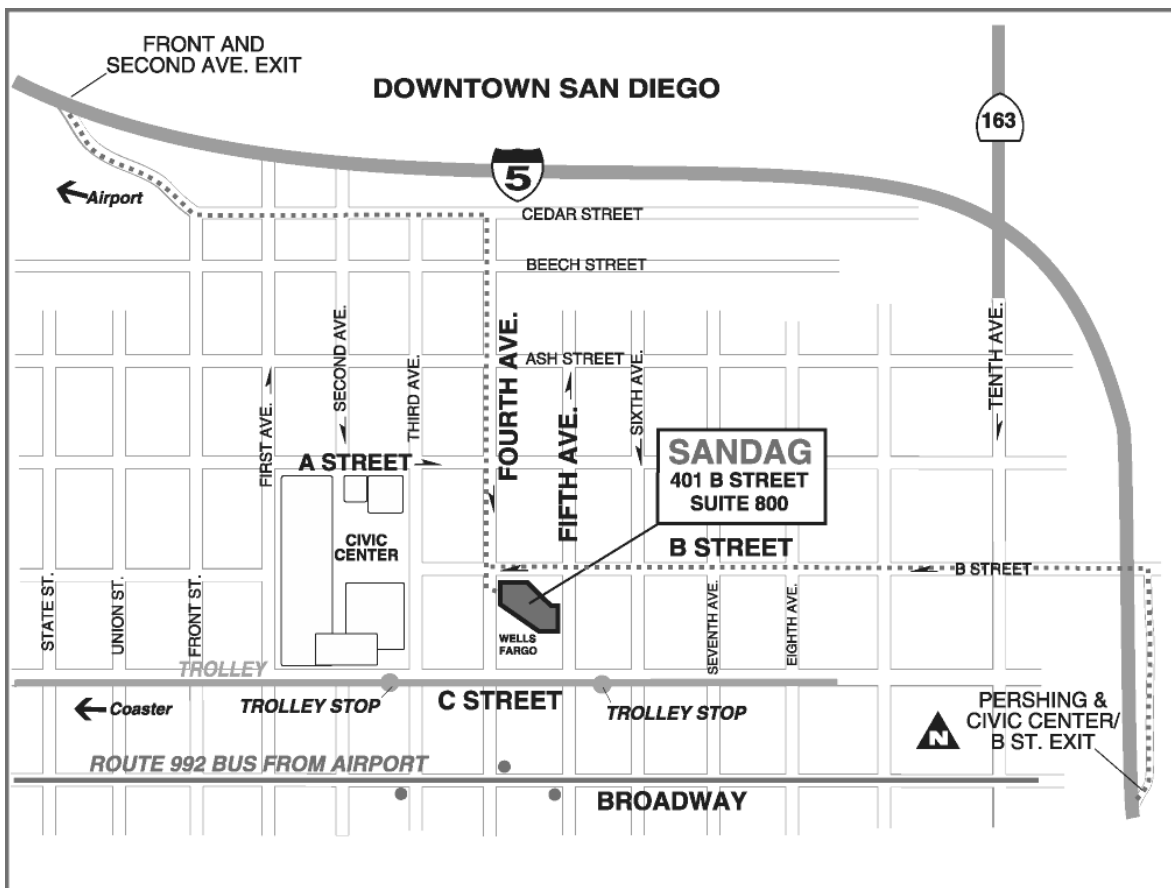 FRONT AND
SECOND AVE. EXIT
DOWNTOWN SAN DIEGO
163
5
Airport
CEDAR STREET
BEECH STREET
ASH STREET
FIRST AVE.
SECOND AVE.
THIRD AVE.
FOURTH AVE.
FIFTH AVE.
SIXTH AVE.
TENTH AVE.
A STREET
SANDAG
401 B STREET
SUITE 800
CIVIC
CENTER
B STREET
B STREET
STATE ST.
UNION ST.
FRONT ST.
WELLS
FARGO
SEVENTH AVE.
EIGHTH AVE.
TROLLEY
Coaster
TROLLEY STOP
C STREET
TROLLEY STOP
PERSHING &
CIVIC CENTER/
B ST. EXIT
N
ROUTE 992 BUS FROM AIRPORT
BROADWAY